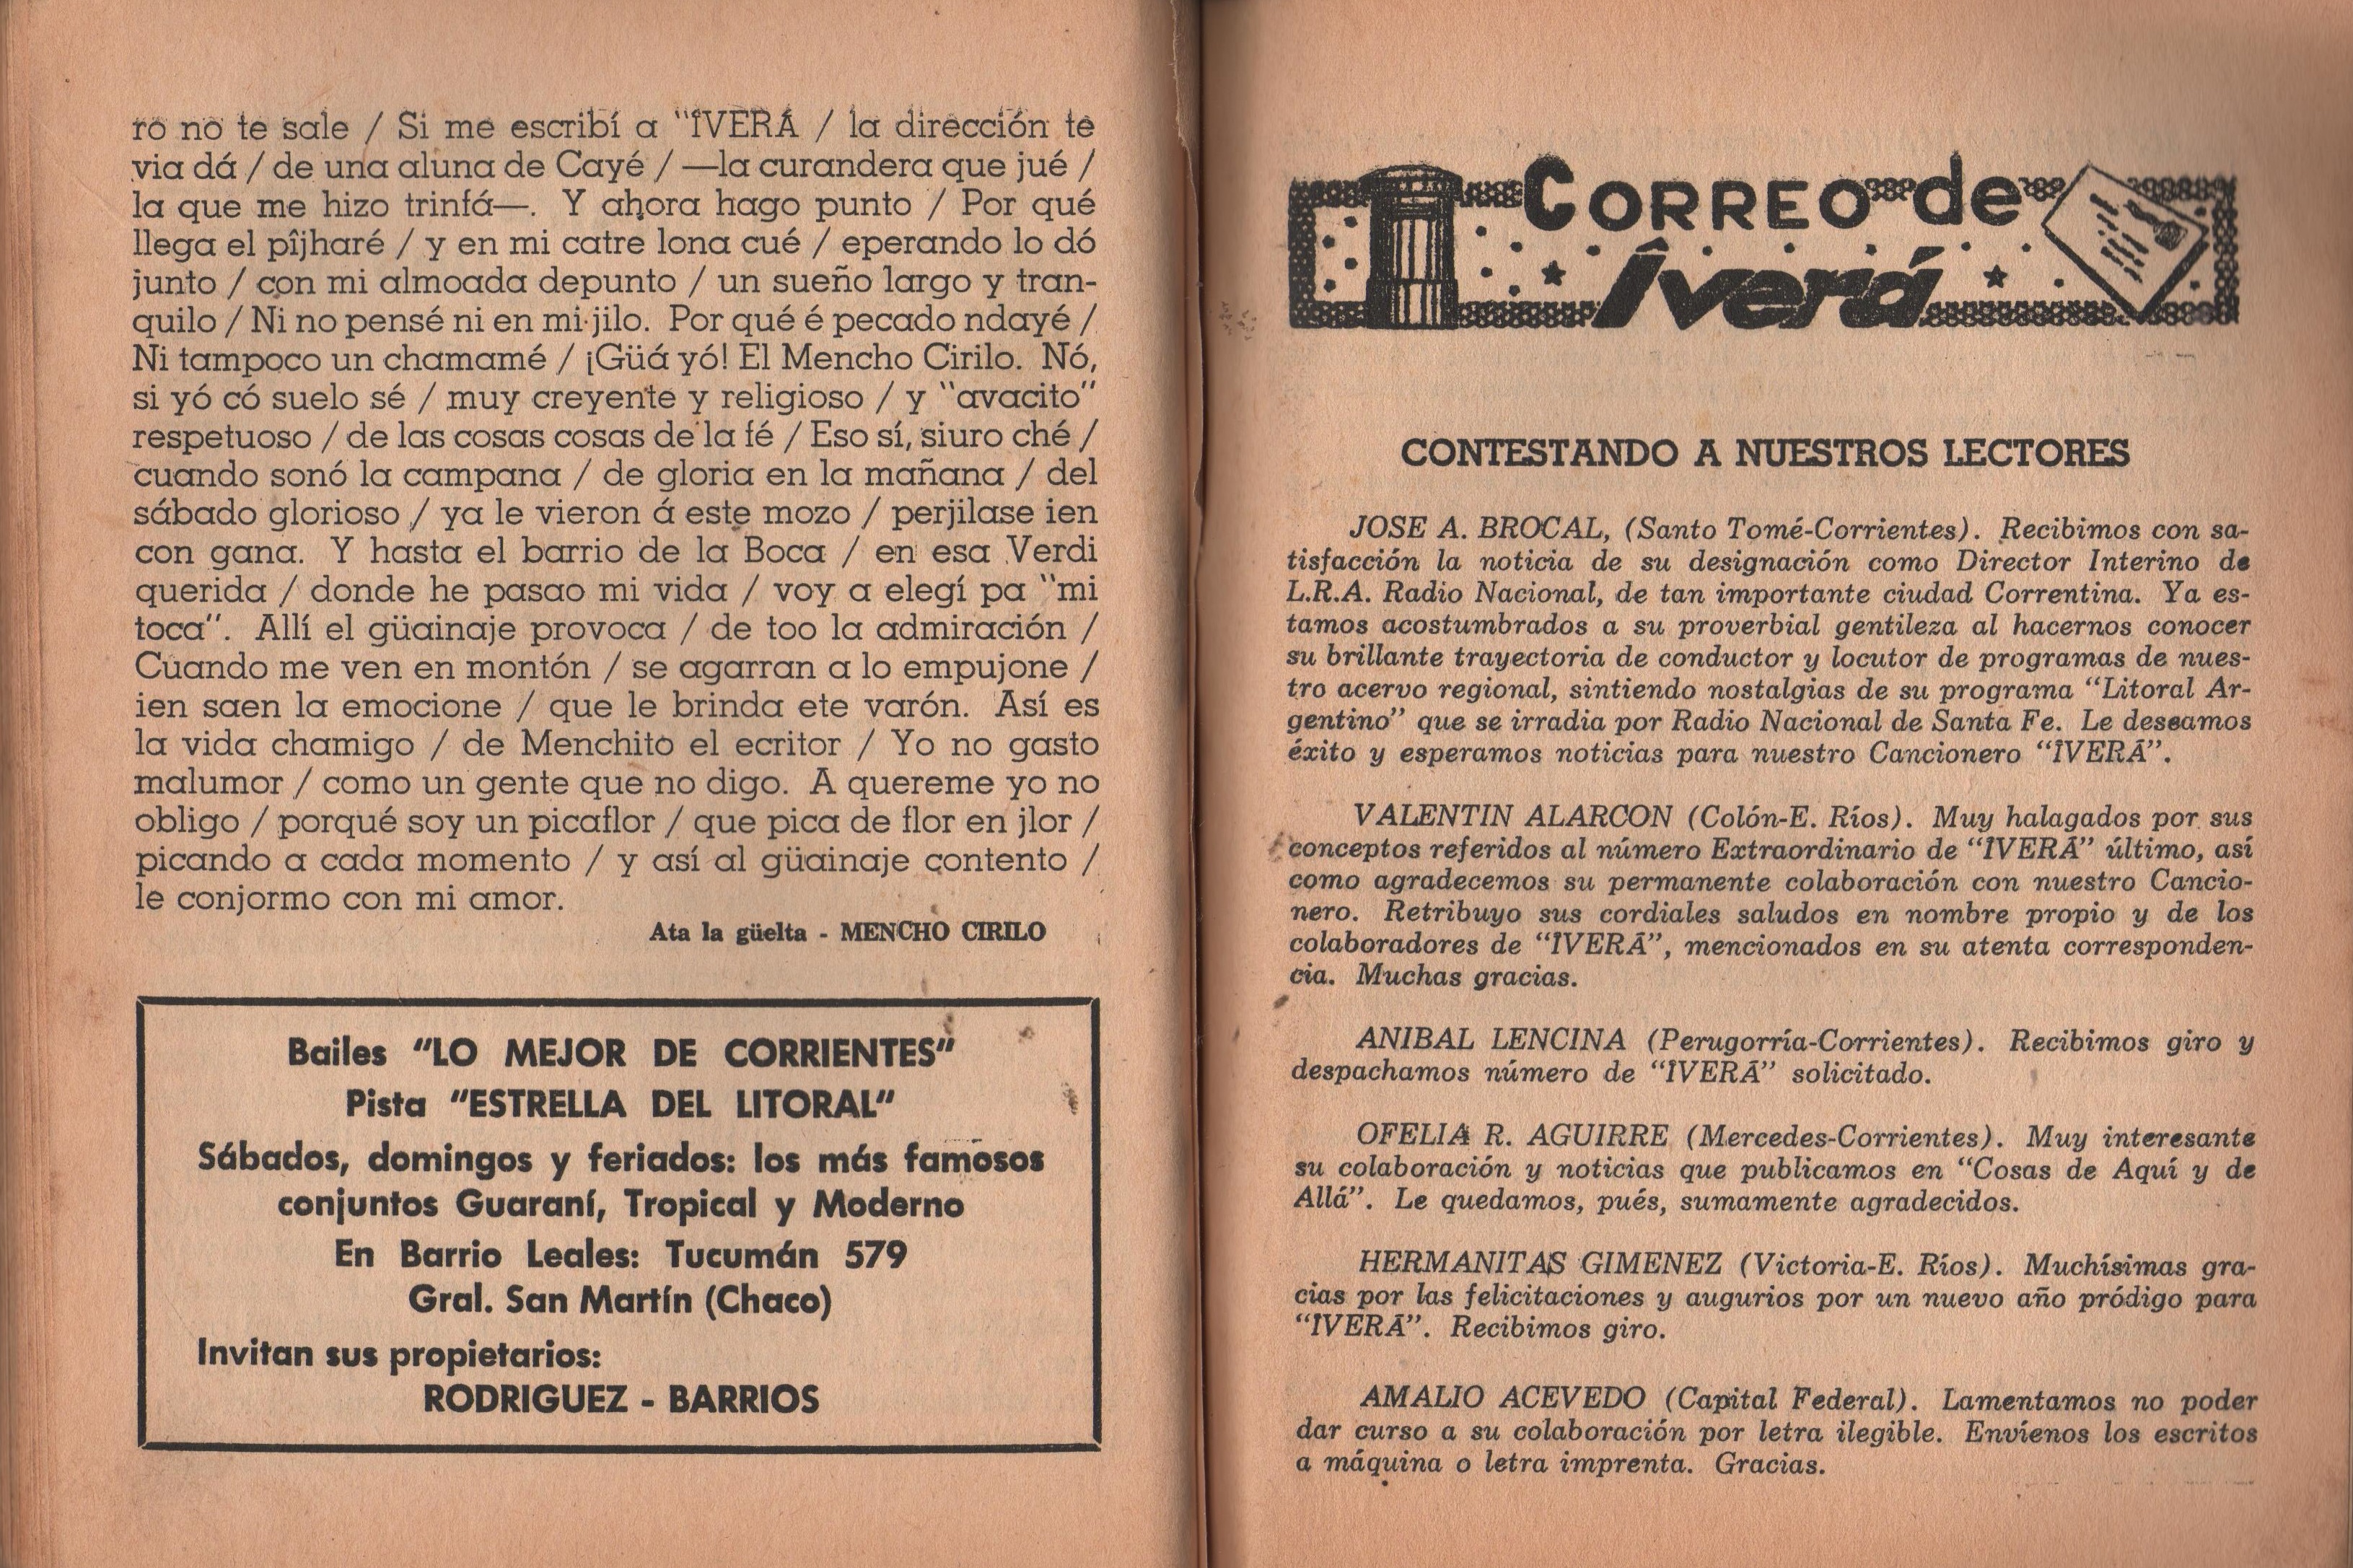 ro no te sale / Si me escribí a "ÎVERÁ / la dirección te
via dá / de una aluna de Cayé / —la curandera que jué /
la que me hizo trinfá—. Y ahora hago punto / Por qué
llega el pîjharé / y en mi catre lona cué / eperando lo dó
junto / con mi almoada depunto / un sueño largo y tran-
quilo / Ni no pensé ni en mi jilo. Por qué é pecado ndayé /
Ni tampoco un chamamé / ¡Güá yó! El Mencho Cirilo. Nó,
si yó có suelo sé / muy creyente y religioso / y "avacito"
respetuoso / de las cosas cosas de la fé / Eso sí, siuro ché /
cuando sonó la campana / de gloria en la mañana / del
sábado glorioso / ya le vieron á este mozo / perjilase ien
con gana. Y hasta el barrio de la Boca / en esa Verdi
querida / donde he pasao mi vida / voy a elegí pa "mi
toca". Allí el güainaje provoca / de too la admiración /
Cuando me ven en montón / se agarran a lo empujone /
ien saen la emocione / que le brinda ete varón. Así es
la vida chamigo / de Menchito el ecritor / Yo no gasto
malumor / como un gente que no digo. A quereme yo no
obligo / porqué soy un picaflor / que pica de flor en jlor /
picando a cada momento / y así al güainaje contento /
le conjormo con mi amor.
Ata la güelta - MENCHO CIRILO
Bailes "LO MEJOR DE CORRIENTES"
Pista "ESTRELLA DEL LITORAL"
Sábados, domingos y feriados: los más famosos
conjuntos Guaraní, Tropical y Moderno
En Barrio Leales: Tucumán 579
Gral. San Martín (Chaco)
Invitan sus propietarios:
RODRIGUEZ - BARRIOS
CORREO de
Îverá
CONTESTANDO A NUESTROS LECTORES
JOSE A. BROCAL, (Santo Tomé-Corrientes). Recibimos con sa-
tisfacción la noticia de su designación como Director Interino de
L.R.A. Radio Nacional, de tan importante ciudad Correntina. Ya es-
tamos acostumbrados a su proverbial gentileza al hacernos conocer
su brillante trayectoria de conductor y locutor de programas de nues-
tro acervo regional, sintiendo nostalgias de su programa "Litoral Ar-
gentino" que se irradia por Radio Nacional de Santa Fe. Le deseamos
éxito y esperamos noticias para nuestro Cancionero "ÎVERÁ".
VALENTIN ALARCON (Colón-E. Ríos). Muy halagados por sus
conceptos referidos al número Extraordinario de "ÎVERÁ" último, así
como agradecemos su permanente colaboración con nuestro Cancio-
nero. Retribuyo sus cordiales saludos en nombre propio y de los
colaboradores de "ÎVERÁ", mencionados en su atenta corresponden-
cia. Muchas gracias.
ANIBAL LENCINA (Perugorría-Corrientes). Recibimos giro y
despachamos número de "ÎVERÁ" solicitado.
OFELIA R. AGUIRRE (Mercedes-Corrientes). Muy interesante
su colaboración y noticias que publicamos en "Cosas de Aquí y de
Allá". Le quedamos, pués, sumamente agradecidos.
HERMANITAS GIMENEZ (Victoria-E. Ríos). Muchísimas gra-
cias por las felicitaciones y augurios por un nuevo año pródigo para
"ÎVERÁ". Recibimos giro.
AMALIO ACEVEDO (Capital Federal). Lamentamos no poder
dar curso a su colaboración por letra ilegible. Envíenos los escritos
a máquina o letra imprenta. Gracias.